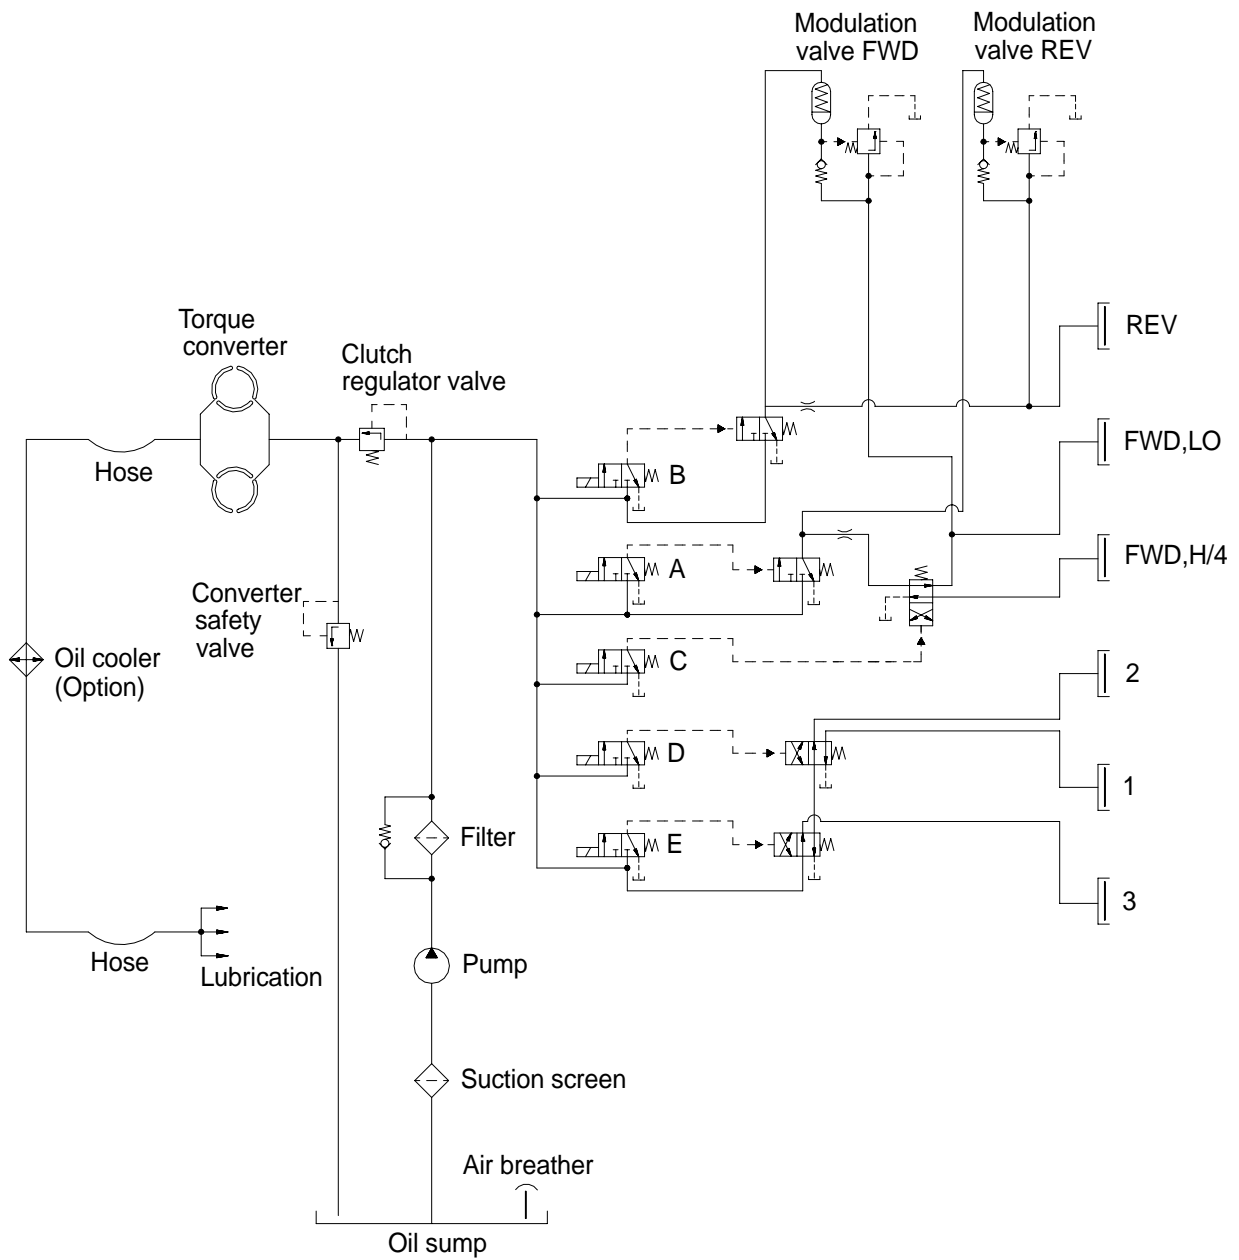 Modulation
valve FWD
Modulation
valve REV
REV
Torque
converter
Clutch
regulator valve
FWD,LO
Hose
B
FWD,H/4
A
Converter
safety
valve
Oil cooler
(Option)
C
2
D
1
Filter
E
3
Hose
Lubrication
Pump
Suction screen
Air breather
Oil sump